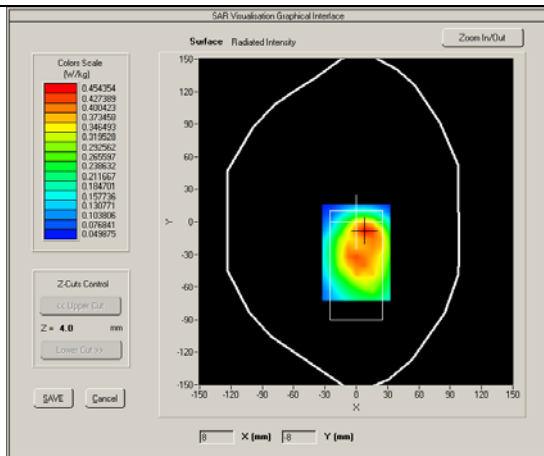 SAR Visualisation Graphical Interface
Surface Radiated Intensity
Zoom In/Out
Colors Scale
(W/kg)
0.454354
0.427389
0.400423
0.373458
0.346493
0.319528
0.292562
0.265597
0.238632
0.211667
0.184701
0.157736
0.130771
0.103806
0.076841
0.049875
Z-Cuts Control
<< Upper Cut
Z = 4.0 mm
Lower Cut >>
SAVE Cancel
150
120
90
60
30
0
-30
-60
-90
-120
-150
Y
-150 -120 -90 -60 -30 0 30 60 90 120 150
X
8 X (mm) -8 Y (mm)